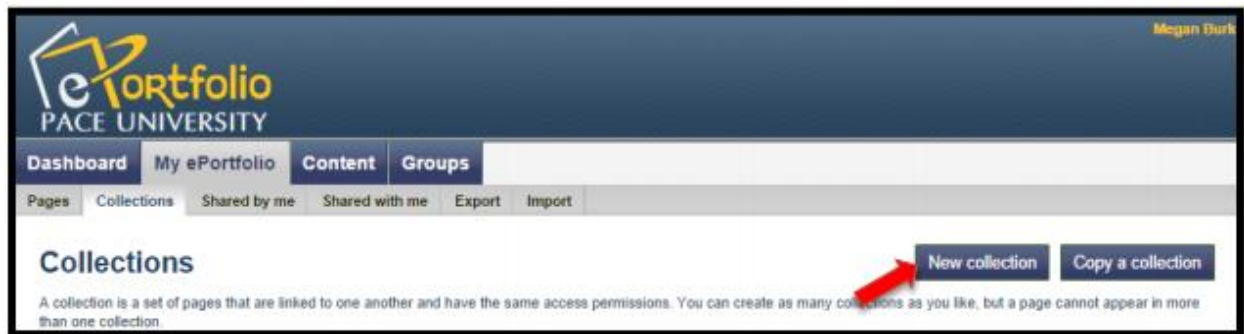 Megan Burk
ePortfolio
PACE UNIVERSITY
Dashboard My ePortfolio Content Groups
Pages Collections Shared by me Shared with me Export Import
Collections
New collection Copy a collection
A collection is a set of pages that are linked to one another and have the same access permissions. You can create as many collections as you like, but a page cannot appear in more
than one collection.